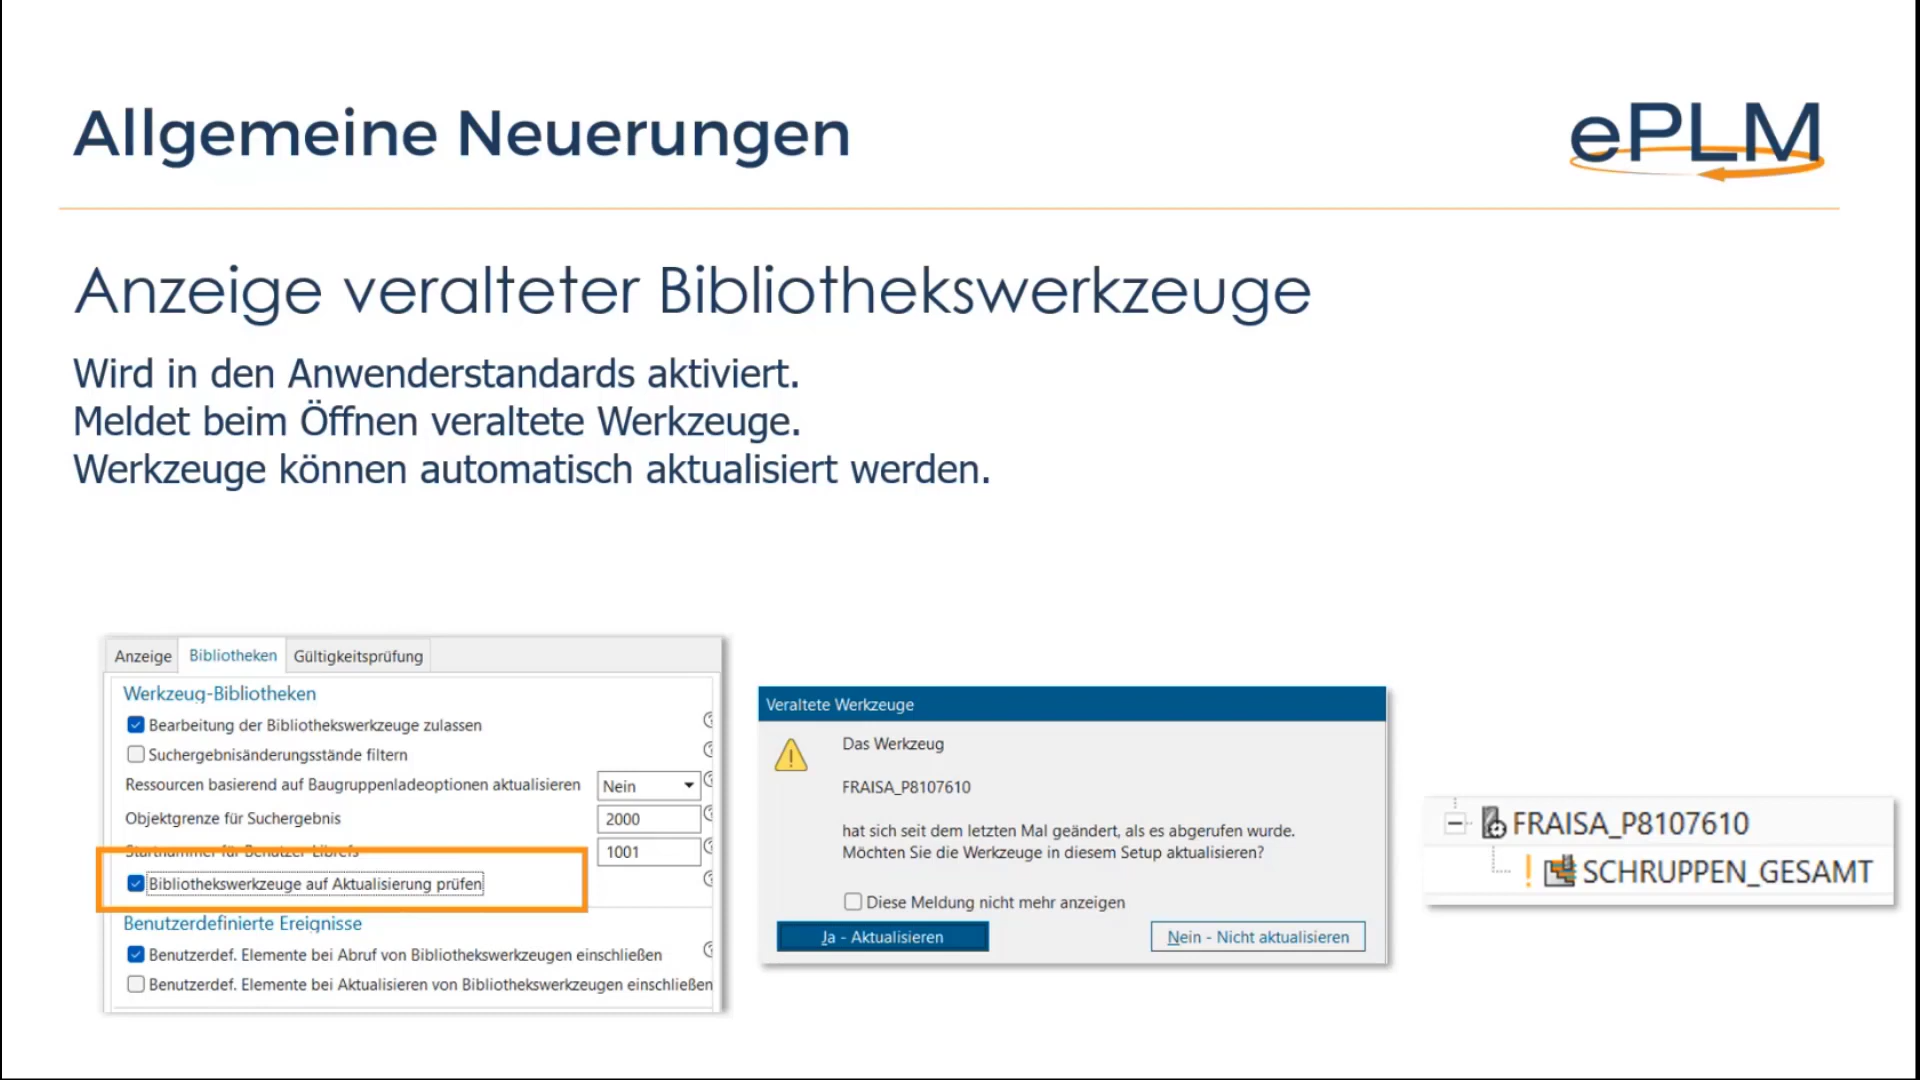 Allgemeine Neuerungen
ePLM
Anzeige veralteter Bibliothekswerkzeuge
Wird in den Anwenderstandards aktiviert.
Meldet beim Öffnen veraltete Werkzeuge.
Werkzeuge können automatisch aktualisiert werden.
Anzeige Bibliotheken Gültigkeitsprüfung
Werkzeug-Bibliotheken
Bearbeitung der Bibliothekswerkzeuge zulassen
Suchergebnisänderungsstände filtern
Ressourcen basierend auf Baugruppenladeoptionen aktualisieren Nein
Objektgrenze für Suchergebnis 2000
Startnummer für Benutzer-Librefs 1001
Bibliothekswerkzeuge auf Aktualisierung prüfen
Benutzerdefinierte Ereignisse
Benutzerdef. Elemente bei Abruf von Bibliothekswerkzeugen einschließen
Benutzerdef. Elemente bei Aktualisieren von Bibliothekswerkzeugen einschließen
Veraltete Werkzeuge
Das Werkzeug
FRAISA_P8107610
hat sich seit dem letzten Mal geändert, als es abgerufen wurde.
Möchten Sie die Werkzeuge in diesem Setup aktualisieren?
Diese Meldung nicht mehr anzeigen
Ja - Aktualisieren
Nein - Nicht aktualisieren
FRAISA_P8107610
SCHRUPPEN_GESAMT